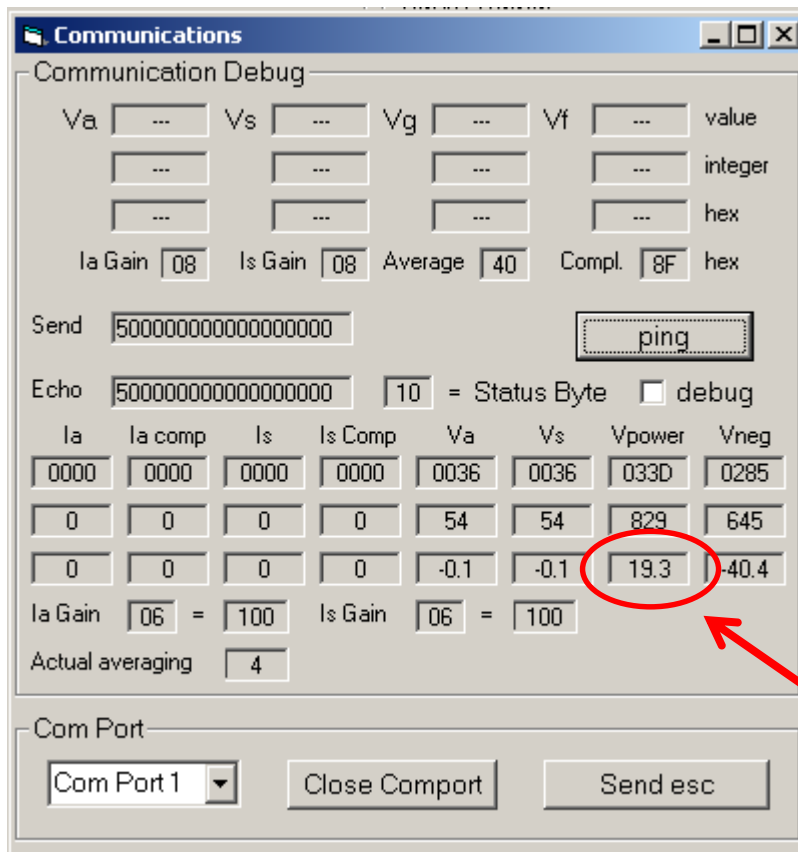 Communications
Communication Debug
Va --- Vs --- Vg --- Vf --- value
--- --- --- --- integer
--- --- --- --- hex
Ia Gain 08 Is Gain 08 Average 40 Compl. 8F hex
Send 500000000000000000 ping
Echo 500000000000000000 10 = Status Byte debug
Ia Ia comp Is Is Comp Va Vs Vpower Vneg
0000 0000 0000 0000 0036 0036 033D 0285
0 0 0 0 54 54 829 645
0 0 0 0 -0.1 -0.1 19.3 -40.4
Ia Gain 06 = 100 Is Gain 06 = 100
Actual averaging 4
Com Port
Com Port 1 Close Comport Send esc